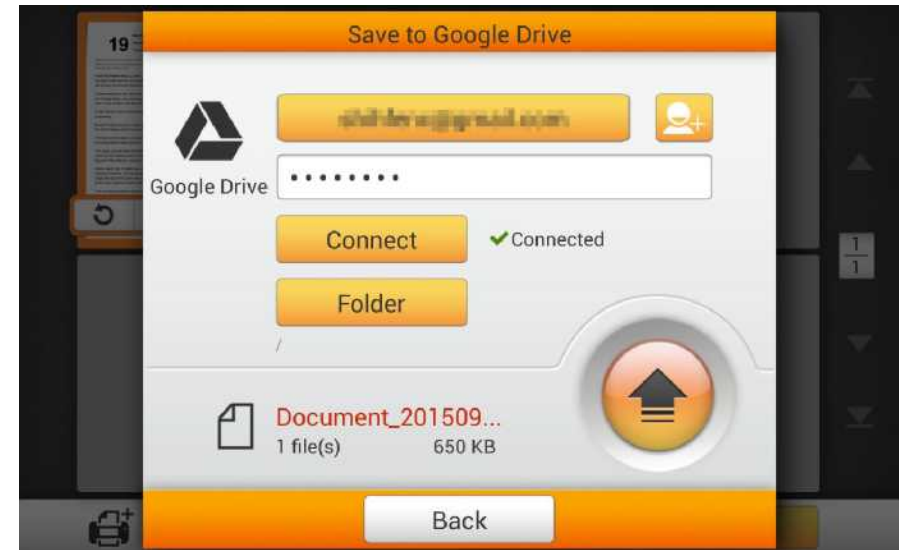 Save to Google Drive
19
Google Drive
••••••••
Connect
Connected
Folder
/
Document_201509...
1 file(s) 650 KB
1
1
Back